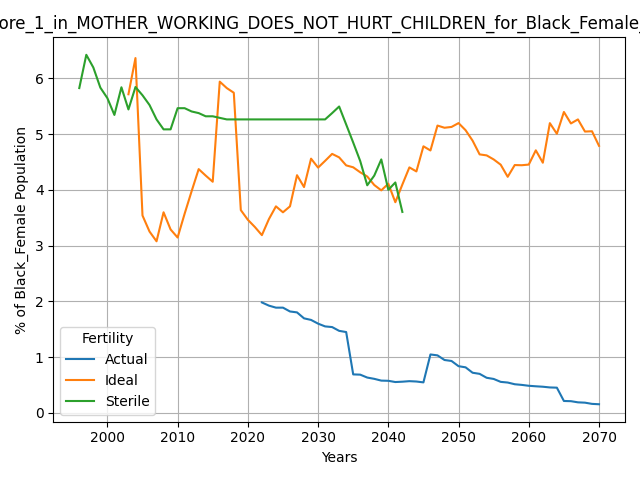 ore_1_in_MOTHER_WORKING_DOES_NOT_HURT_CHILDREN_for_Black_Female_
% of Black_Female Population
6
5
4
3
2
1
0
Fertility
Actual
Ideal
Sterile
2000 2010 2020 2030 2040 2050 2060 2070
Years